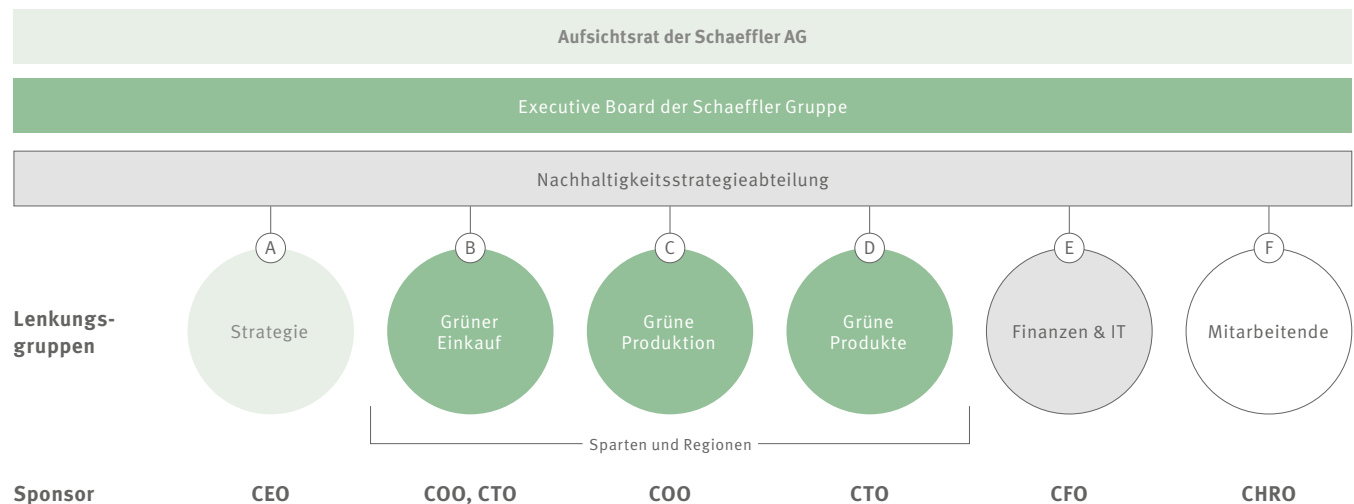 Aufsichtsrat der Schaeffler AG
Executive Board der Schaeffler Gruppe
Nachhaltigkeitsstrategieabteilung
A B C D E F
Lenkungs-
gruppen
Strategie
Grüner
Einkauf
Grüne
Produktion
Grüne
Produkte
Finanzen & IT
Mitarbeitende
Sparten und Regionen
Sponsor CEO COO, CTO COO CTO CFO CHRO